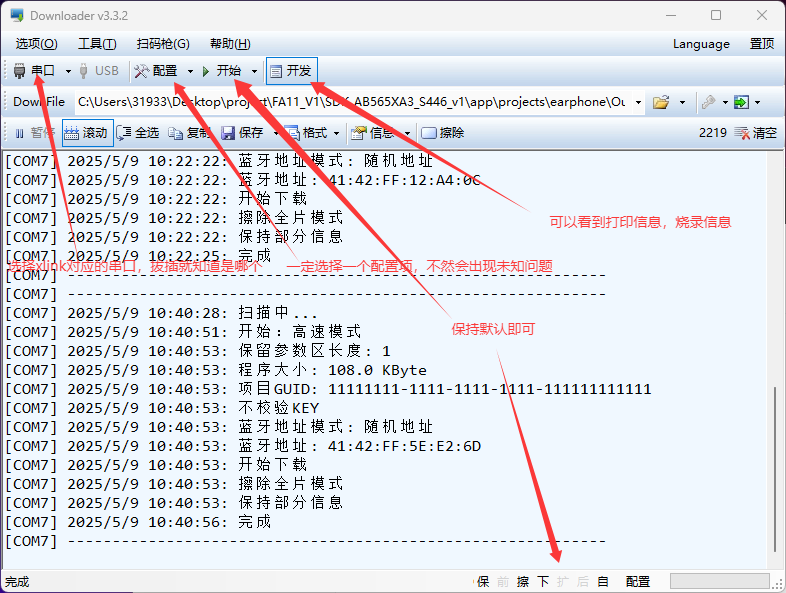 Downloader v3.3.2
选项(O) 工具(T) 扫码枪(G) 帮助(H) Language 置顶
串口 USB 配置 开始 开发
DownFile C:\Users\31933\Desktop\project\FA11_V1\SDK-AB565XA3_S446_v1\app\projects\earphone\Ou
暂停 滚动 全选 复制 保存 格式 信息 擦除 2219 清空
[COM7] 2025/5/9 10:22:22: 蓝牙地址模式: 随机地址
[COM7] 2025/5/9 10:22:22: 蓝牙地址: 41:42:FF:12:A4:0C
[COM7] 2025/5/9 10:22:22: 开始下载
[COM7] 2025/5/9 10:22:22: 擦除全片模式
可以看到打印信息，烧录信息
[COM7] 2025/5/9 10:22:22: 保持部分信息
[COM7] 2025/5/9 10:22:25: 完成
选择xlink对应的串口，拔插就知道是哪个 一定选择一个配置项，不然会出现未知问题
[COM7] ------------------------------------------------------------
[COM7] ------------------------------------------------------------
[COM7] 2025/5/9 10:40:28: 扫描中...
[COM7] 2025/5/9 10:40:51: 开始: 高速模式
保持默认即可
[COM7] 2025/5/9 10:40:53: 保留参数区长度: 1
[COM7] 2025/5/9 10:40:53: 程序大小: 108.0 KByte
[COM7] 2025/5/9 10:40:53: 项目GUID: 11111111-1111-1111-1111-111111111111
[COM7] 2025/5/9 10:40:53: 不校验KEY
[COM7] 2025/5/9 10:40:53: 蓝牙地址模式: 随机地址
[COM7] 2025/5/9 10:40:53: 蓝牙地址: 41:42:FF:5E:E2:6D
[COM7] 2025/5/9 10:40:53: 开始下载
[COM7] 2025/5/9 10:40:53: 擦除全片模式
[COM7] 2025/5/9 10:40:53: 保持部分信息
[COM7] 2025/5/9 10:40:56: 完成
[COM7] ------------------------------------------------------------
完成 保 前 擦 下 扩 后 自 配置